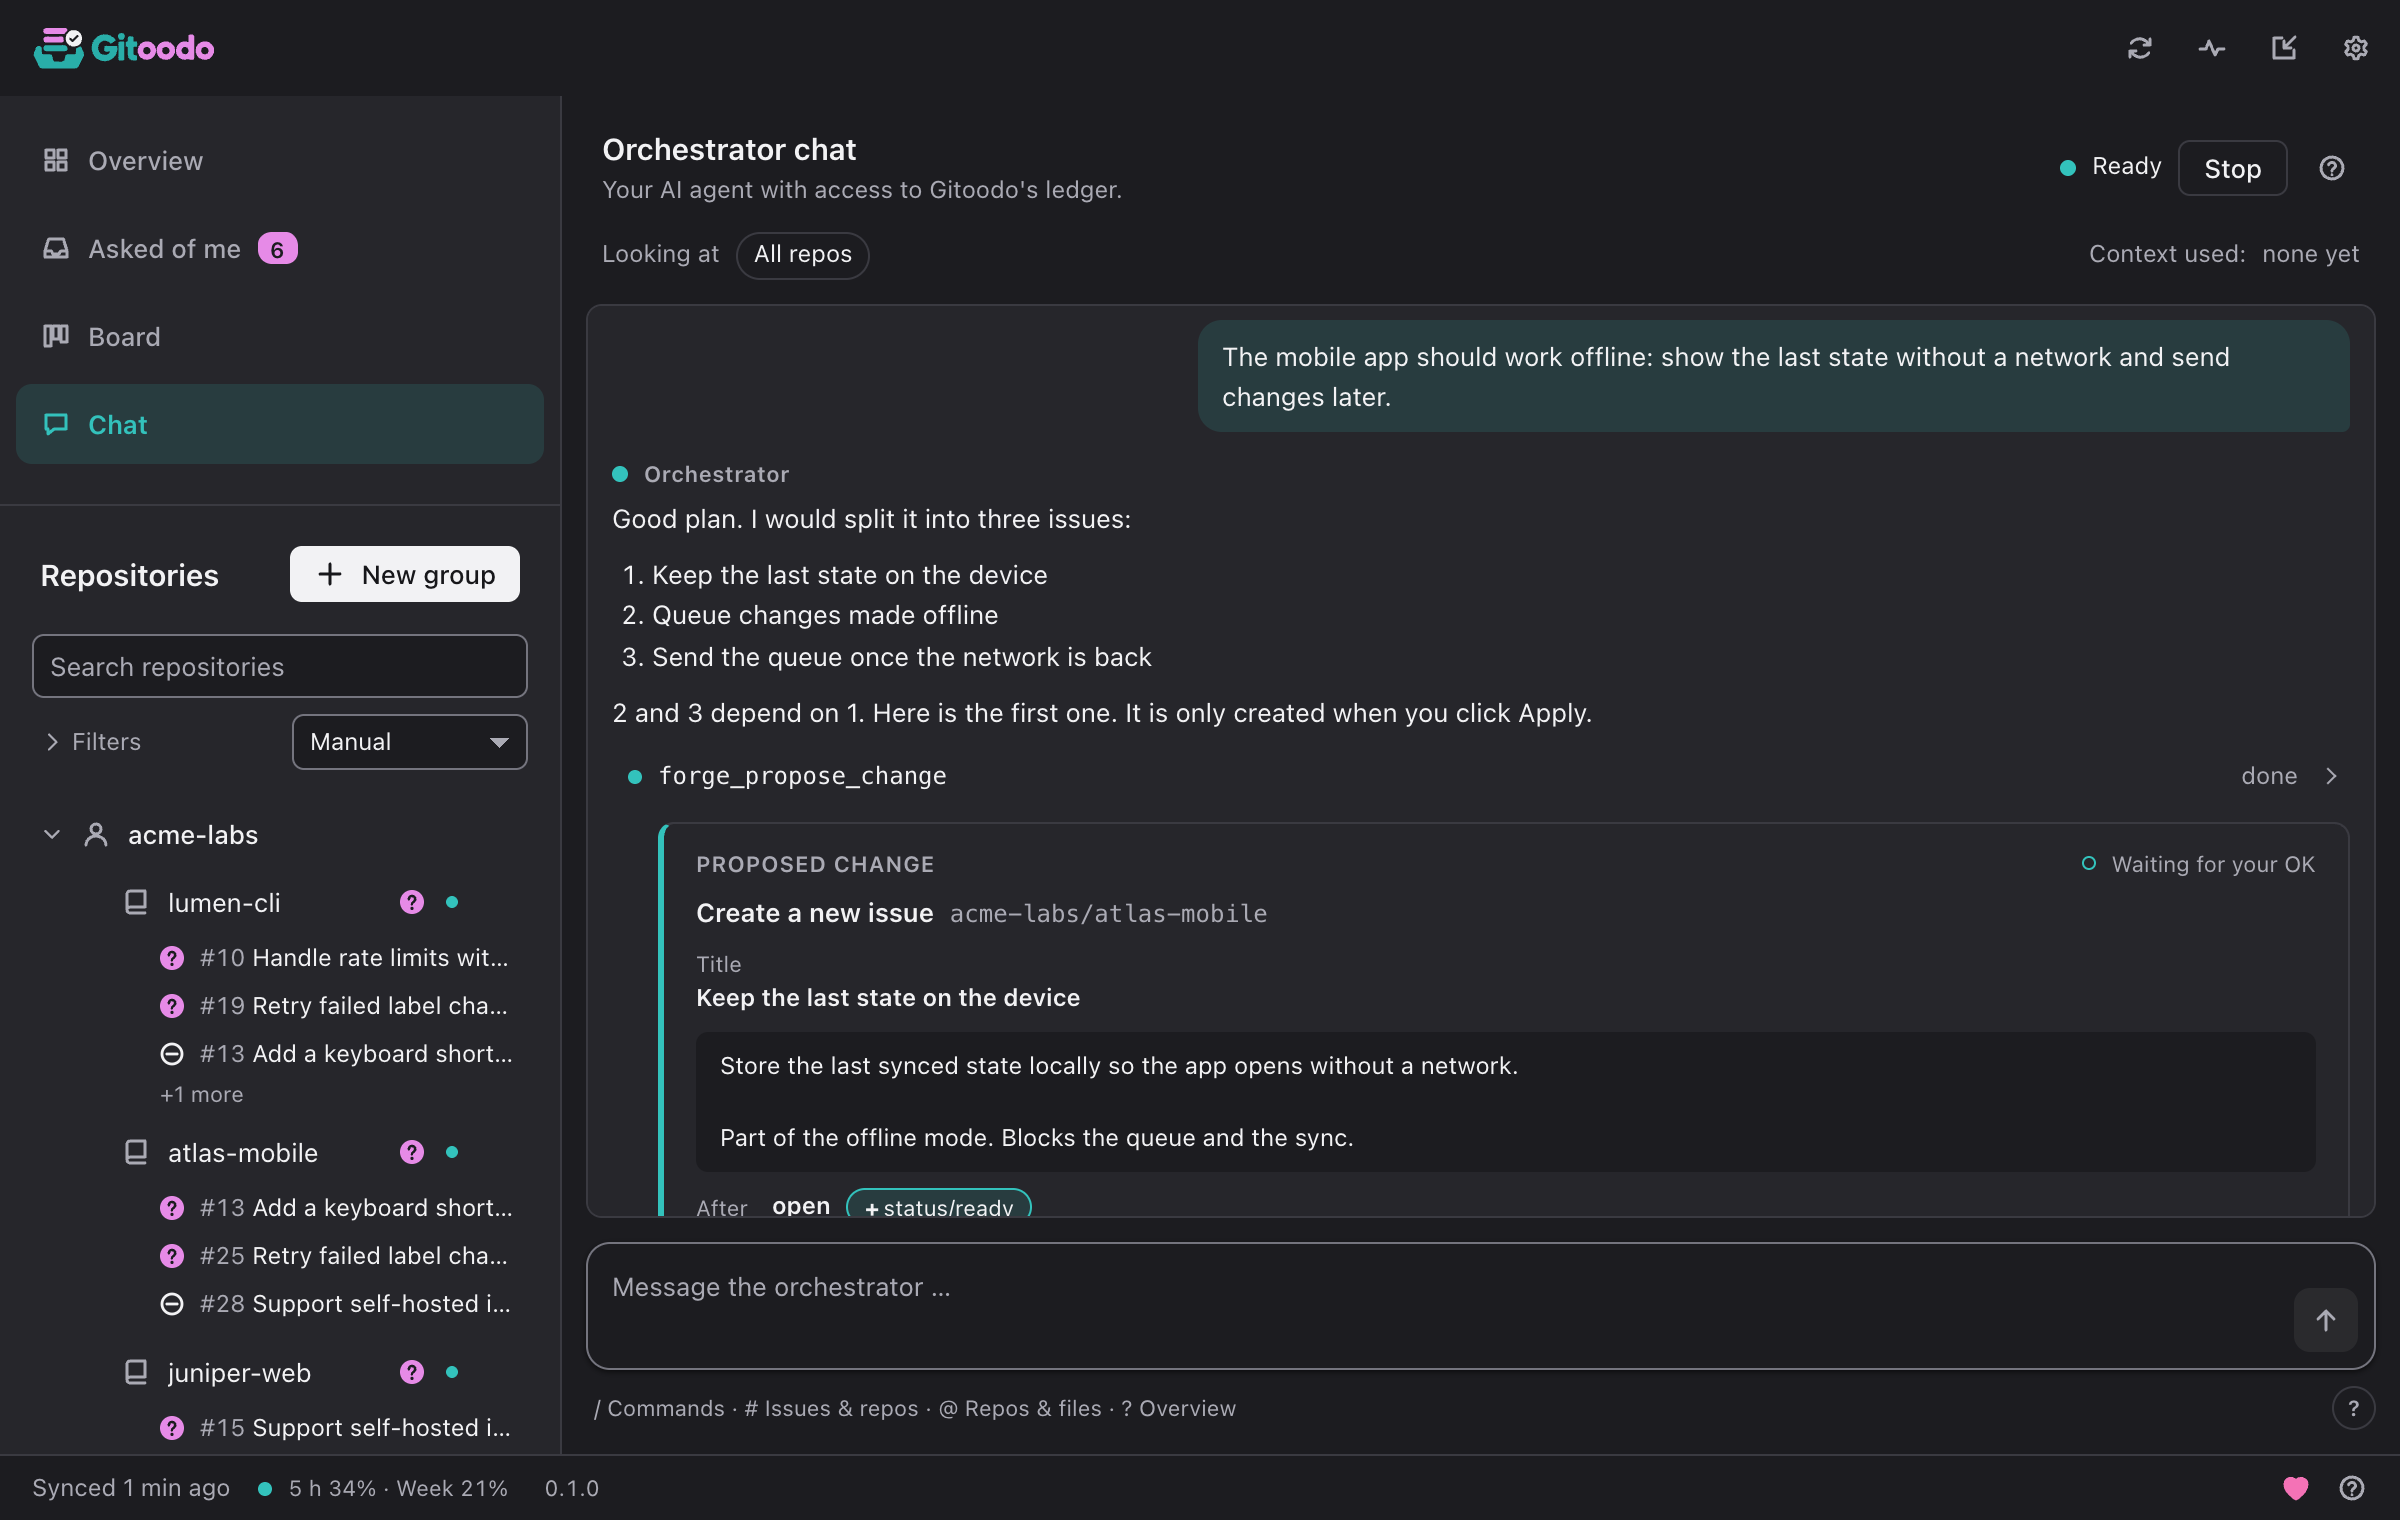 Gitoodo
Overview
Asked of me 6
Board
Chat
Repositories
New group
Search repositories
Filters
Manual
acme-labs
lumen-cli
#10 Handle rate limits wit...
#19 Retry failed label cha...
#13 Add a keyboard short...
+1 more
atlas-mobile
#13 Add a keyboard short...
#25 Retry failed label cha...
#28 Support self-hosted i...
juniper-web
#15 Support self-hosted i...
Orchestrator chat
Your AI agent with access to Gitoodo's ledger.
Ready
Stop
Looking at All repos
Context used: none yet
The mobile app should work offline: show the last state without a network and send
changes later.
Orchestrator
Good plan. I would split it into three issues:
1. Keep the last state on the device
2. Queue changes made offline
3. Send the queue once the network is back
2 and 3 depend on 1. Here is the first one. It is only created when you click Apply.
forge_propose_change
done
PROPOSED CHANGE
Waiting for your OK
Create a new issue acme-labs/atlas-mobile
Title
Keep the last state on the device
Store the last synced state locally so the app opens without a network.
Part of the offline mode. Blocks the queue and the sync.
After open + status/ready
Message the orchestrator ...
/ Commands · # Issues & repos · @ Repos & files · ? Overview
?
Synced 1 min ago
5 h 34% · Week 21%
0.1.0